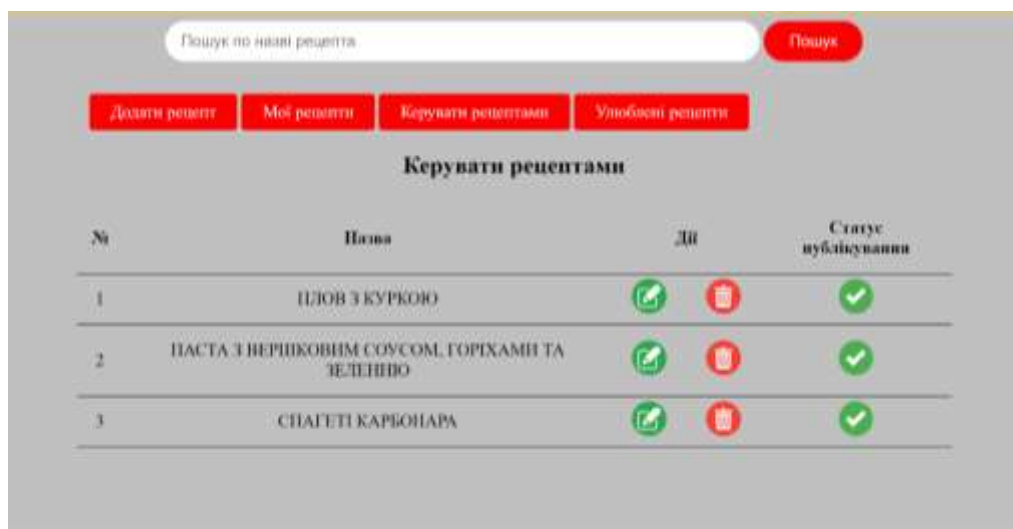 Пошук по назві рецепта
Пошук
Додати рецепт
Мої рецепти
Керувати рецептами
Улюблені рецепти
Керувати рецептами
№
Назва
Дії
Статус
публікування
1
ПЛОВ З КУРКОЮ
2
ПАСТА З ВЕРШКОВИМ СОУСОМ, ГОРІХАМИ ТА
ЗЕЛЕННЮ
3
СПАГЕТІ КАРБОНАРА